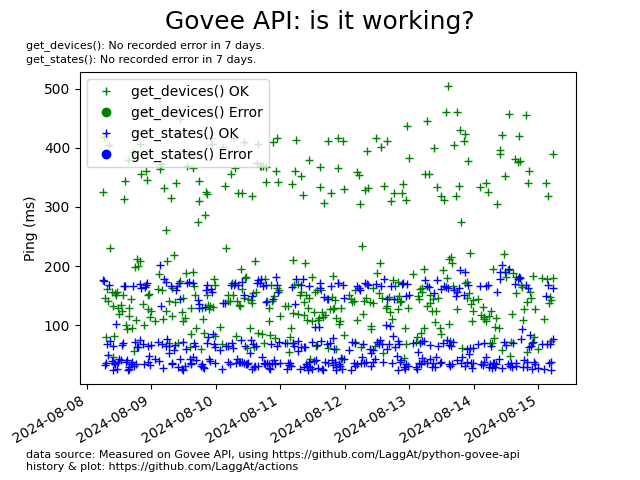 Govee API: is it working?
get_devices(): No recorded error in 7 days.
get_states(): No recorded error in 7 days.
get_devices() OK
get_devices() Error
get_states() OK
get_states() Error
500
400
300
200
100
Ping (ms)
2024-08-08
2024-08-09
2024-08-10
2024-08-11
2024-08-12
2024-08-13
2024-08-14
2024-08-15
data source: Measured on Govee API, using https://github.com/LaggAt/python-govee-api
history & plot: https://github.com/LaggAt/actions